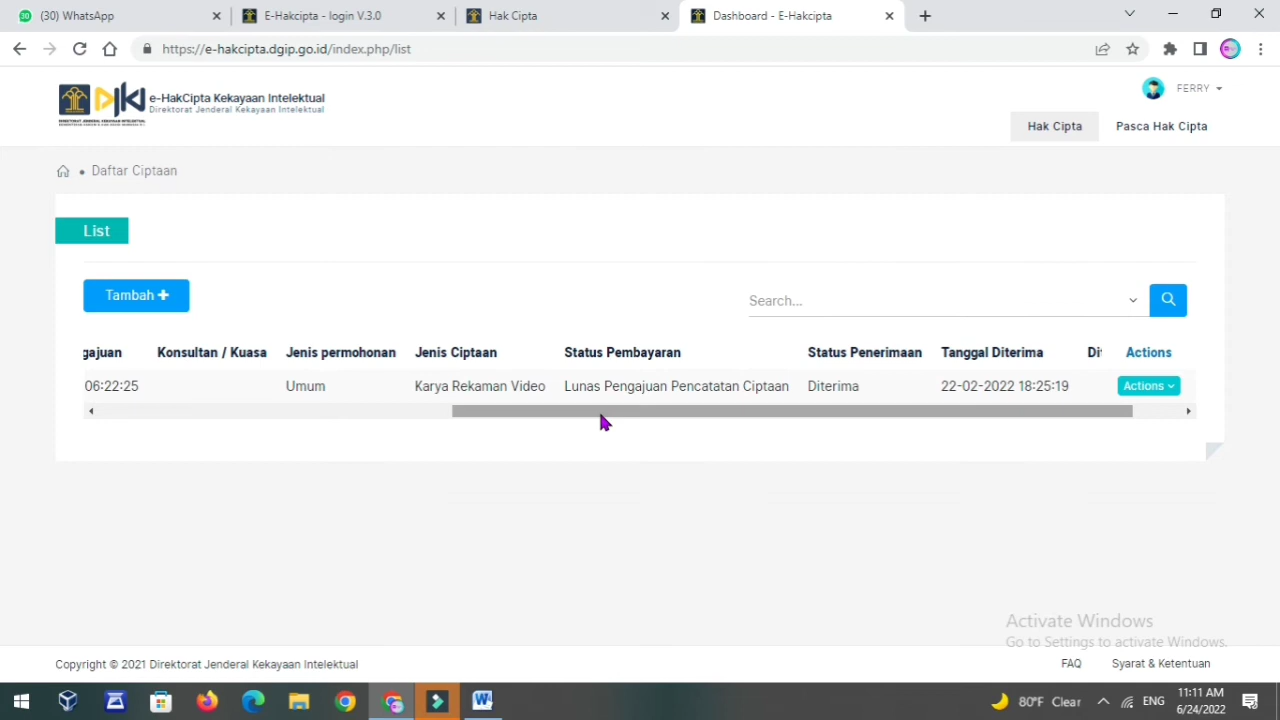 (30) WhatsApp
E-Hakcipta - login V.3.0
Hak Cipta
Dashboard - E-Hakcipta
https://e-hakcipta.dgip.go.id/index.php/list
DJKI
e-HakCipta Kekayaan Intelektual
Direktorat Jenderal Kekayaan Intelektual
FERRY
Hak Cipta
Pasca Hak Cipta
Daftar Ciptaan
List
Tambah +
Search...
gajuan Konsultan / Kuasa Jenis permohonan Jenis Ciptaan Status Pembayaran Status Penerimaan Tanggal Diterima Actions
06:22:25 Umum Karya Rekaman Video Lunas Pengajuan Pencatatan Ciptaan Diterima 22-02-2022 18:25:19 Actions
Activate Windows
Go to Settings to activate Windows.
Copyright © 2021 Direktorat Jenderal Kekayaan Intelektual
FAQ
Syarat & Ketentuan
80°F Clear
ENG
11:11 AM
6/24/2022